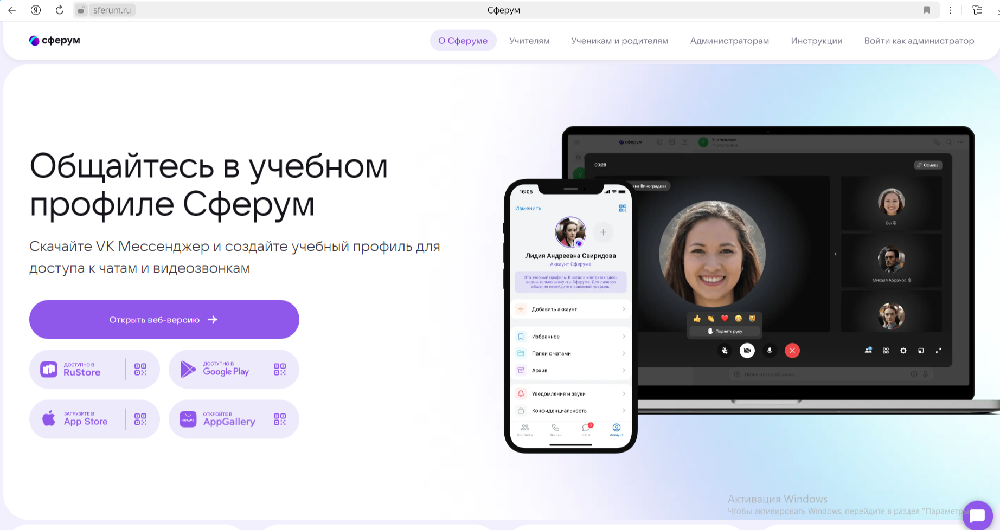 sferum.ru
Сферум
сферум
О Сферуме
Учителям
Ученикам и родителям
Администраторам
Инструкции
Войти как администратор
Общайтесь в учебном
профиле Сферум
Скачайте VK Мессенджер и создайте учебный профиль для
доступа к чатам и видеозвонкам
Открыть веб-версию
ДОСТУПНО В
RuStore
ДОСТУПНО В
Google Play
ЗАГРУЗИТЕ В
App Store
HUAWEI
ОТКРОЙТЕ В
AppGallery
16:05
Изменить
Лидия Андреевна Свиридова
Аккаунт Сферума
Это учебный профиль. В чатах и контактах здесь
видны только аккаунты Сферума. Для личного
общения перейдите в основной профиль.
Добавить аккаунт
Избранное
Папки с чатами
Архив
Уведомления и звуки
Конфиденциальность
Контакты
Звонки
Чаты
3
Аккаунт
сферум
У
Учительская
участников
У
00:28
Ссылка
Виноградова
Вы
Михаил Абрамов
Поднять руку
Напишите сообщение...
Активация Windows
Чтобы активировать Windows, перейдите в раздел "Параметры".